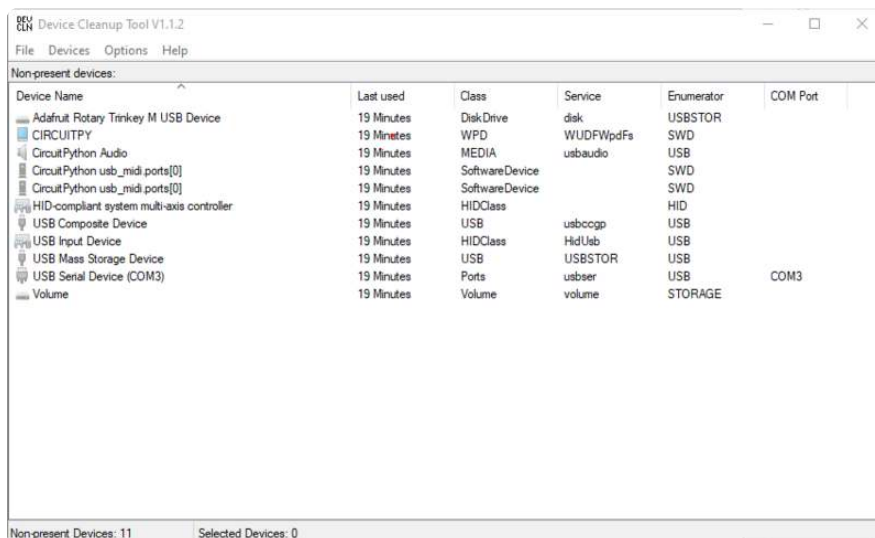 DEV CLN Device Cleanup Tool V1.1.2
File Devices Options Help
Non-present devices:
Device Name Last used Class Service Enumerator COM Port
Adafruit Rotary Trinkey M USB Device 19 Minutes DiskDrive disk USBSTOR
CIRCUITPY 19 Minutes WPD WUDFWpdFs SWD
CircuitPython Audio 19 Minutes MEDIA usbaudio USB
CircuitPython usb_midi.ports[0] 19 Minutes SoftwareDevice SWD
CircuitPython usb_midi.ports[0] 19 Minutes SoftwareDevice SWD
HID-compliant system multi-axis controller 19 Minutes HIDClass HID
USB Composite Device 19 Minutes USB usbccgp USB
USB Input Device 19 Minutes HIDClass HidUsb USB
USB Mass Storage Device 19 Minutes USB USBSTOR USB
USB Serial Device (COM3) 19 Minutes Ports usbser USB COM3
Volume 19 Minutes Volume volume STORAGE
Non-present Devices: 11 Selected Devices: 0